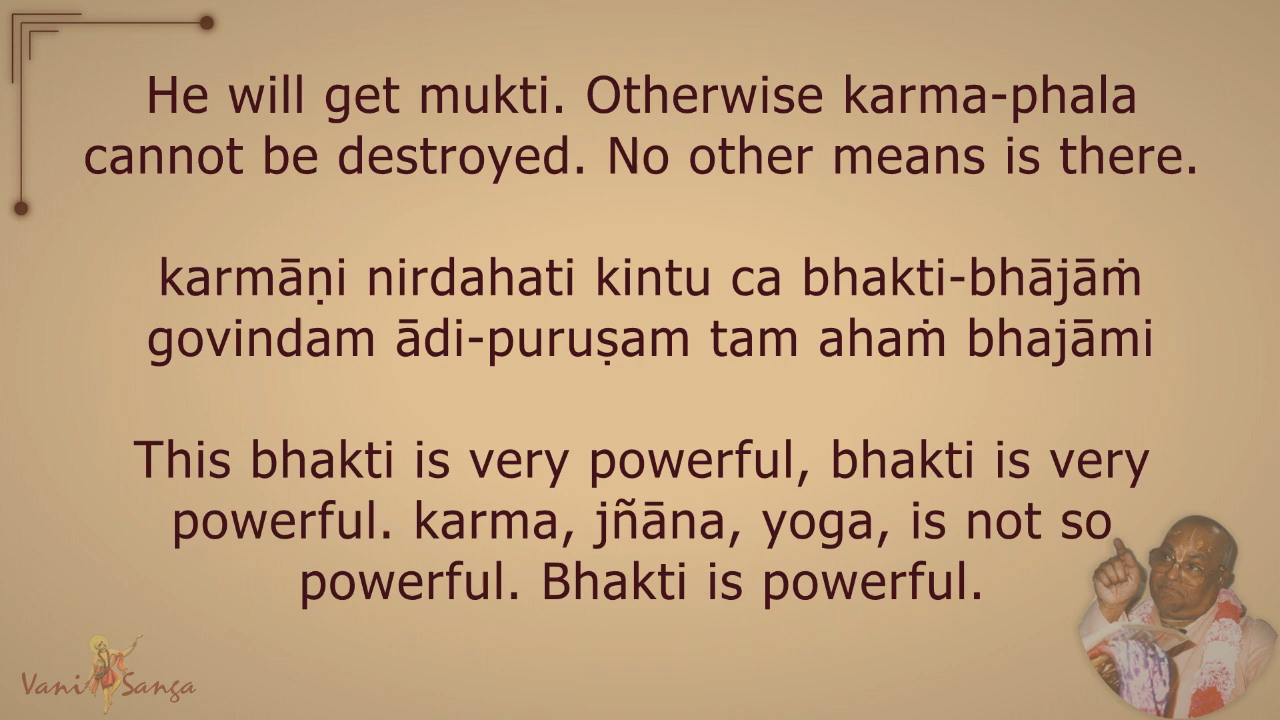 He will get mukti. Otherwise karma-phala
cannot be destroyed. No other means is there.
karmāṇi nirdahati kintu ca bhakti-bhājāṁ
govindam ādi-puruṣam tam ahaṁ bhajāmi
This bhakti is very powerful, bhakti is very
powerful. karma, jñāna, yoga, is not so
powerful. Bhakti is powerful.
Vani Sanga